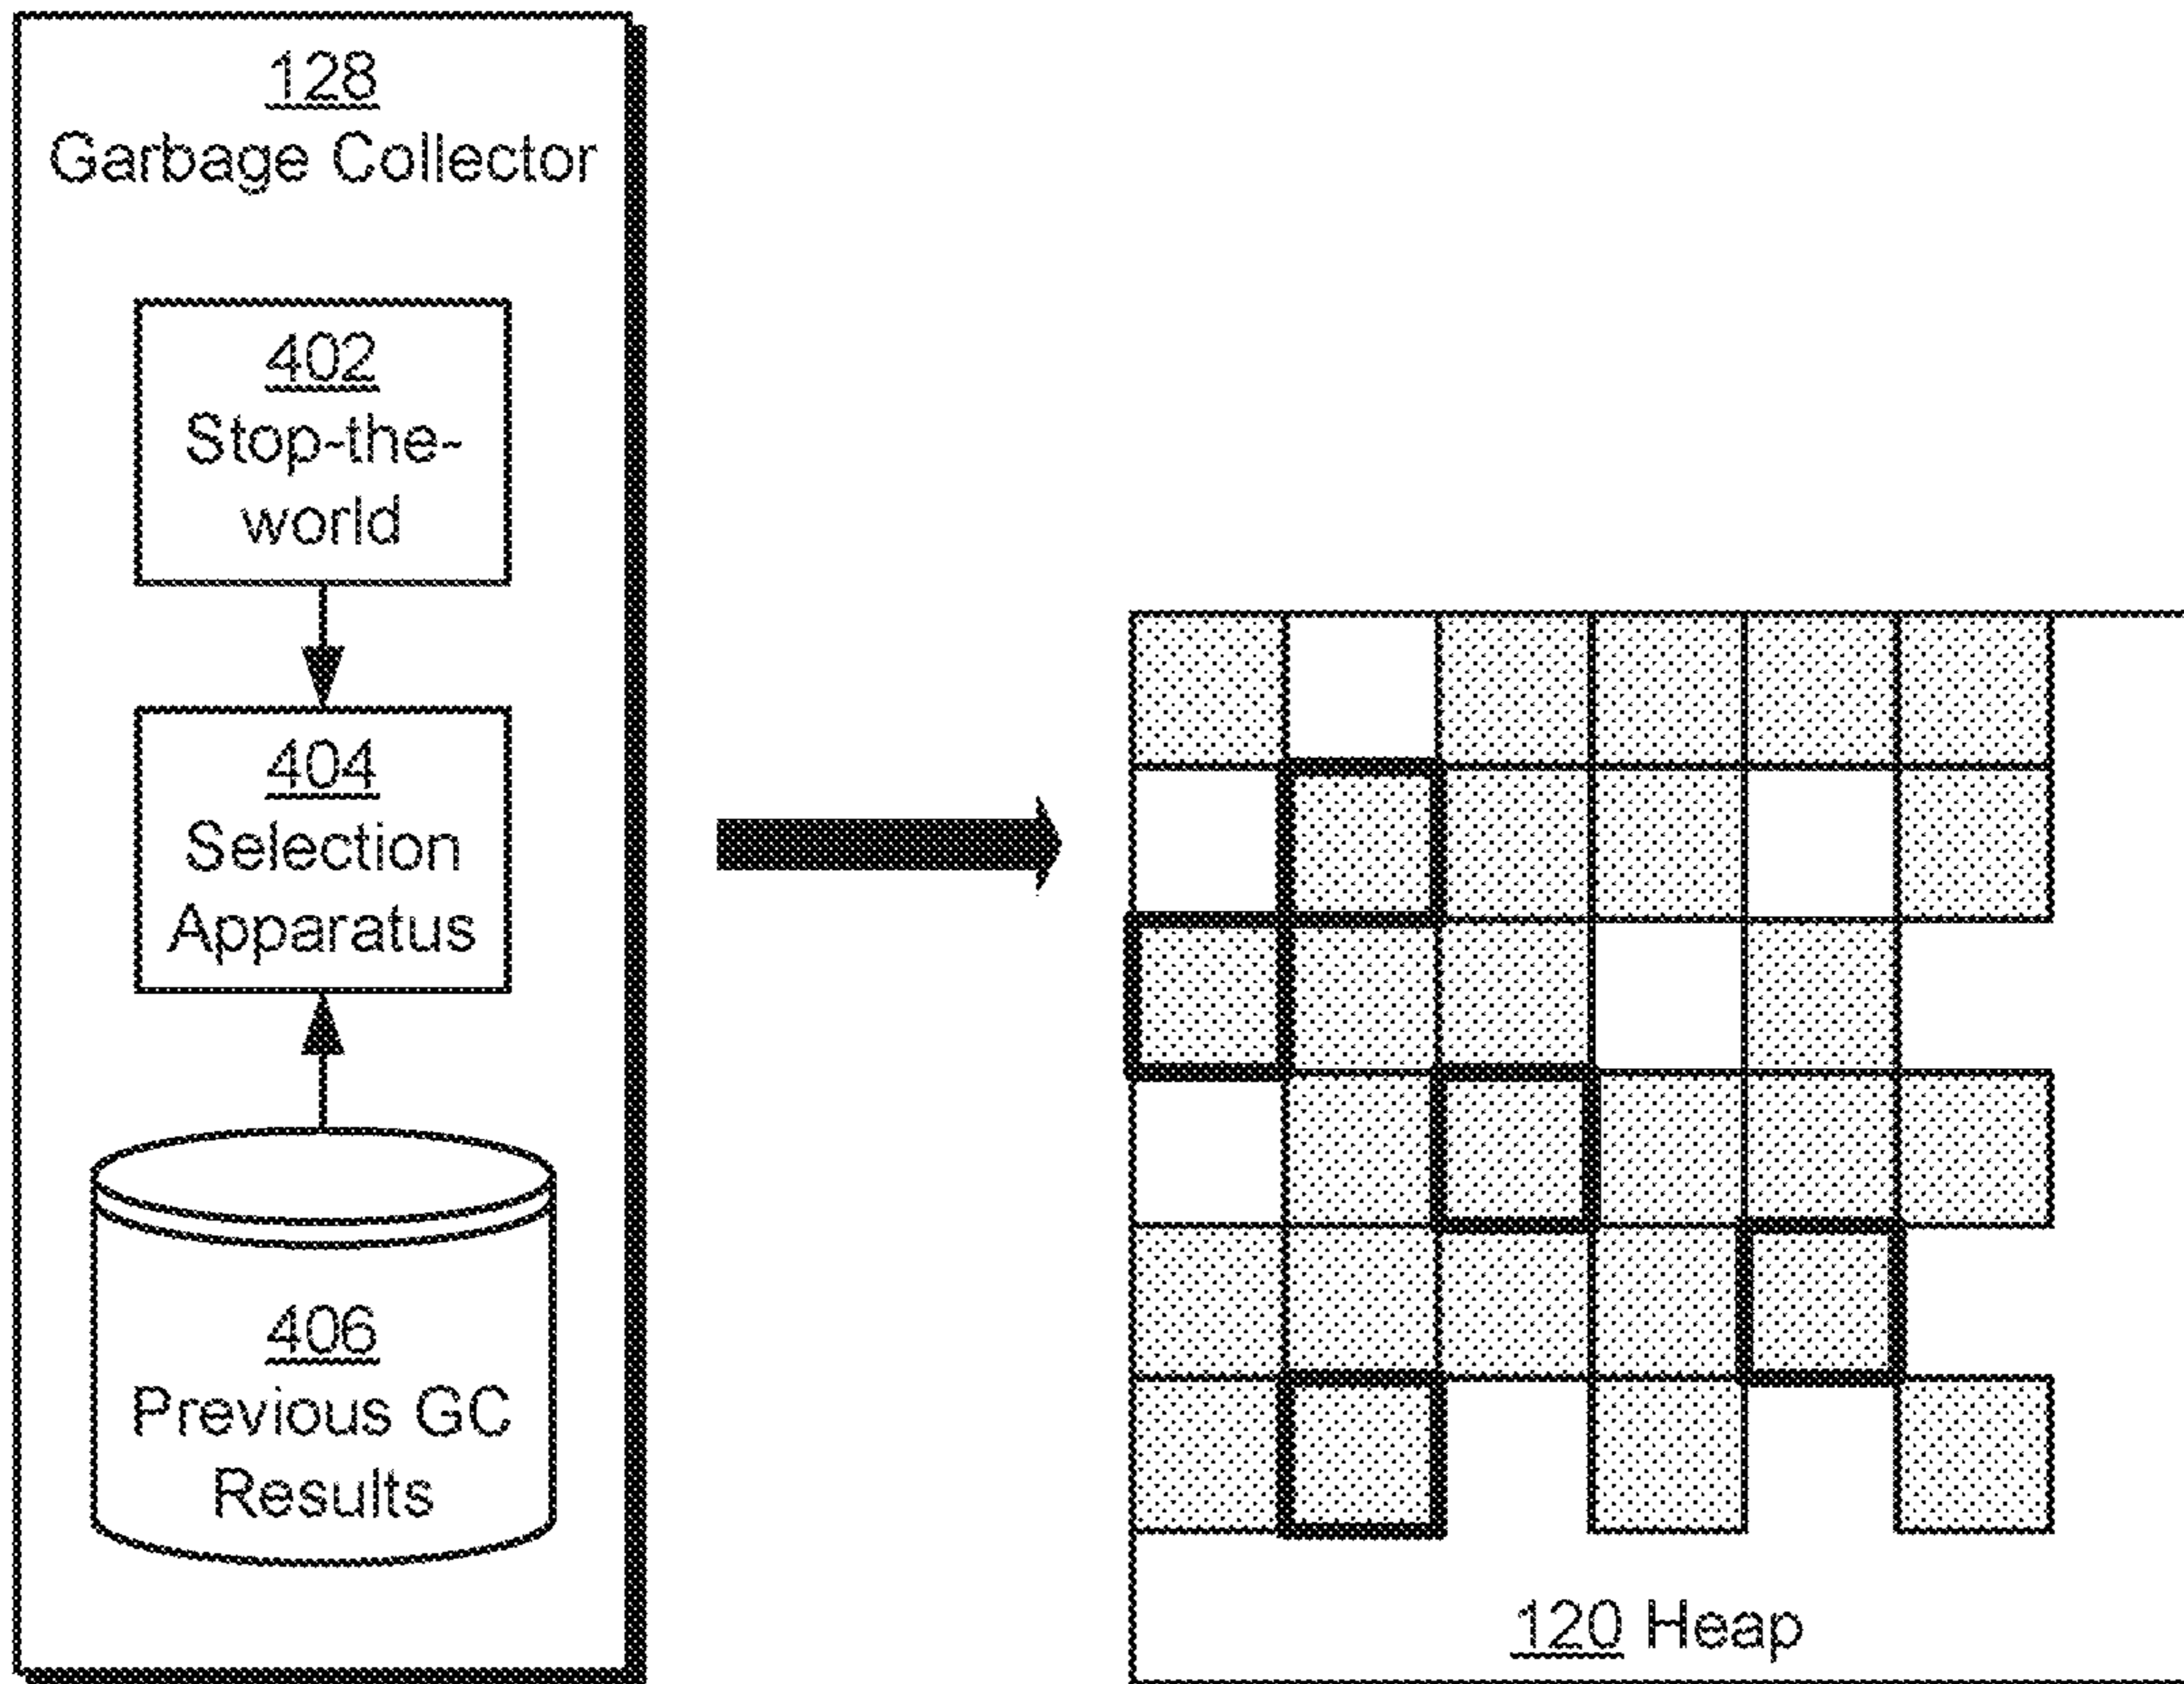 128
Garbage Collector
402
Stop-the-
world
404
Selection
Apparatus
406
Previous GC
Results
120 Heap